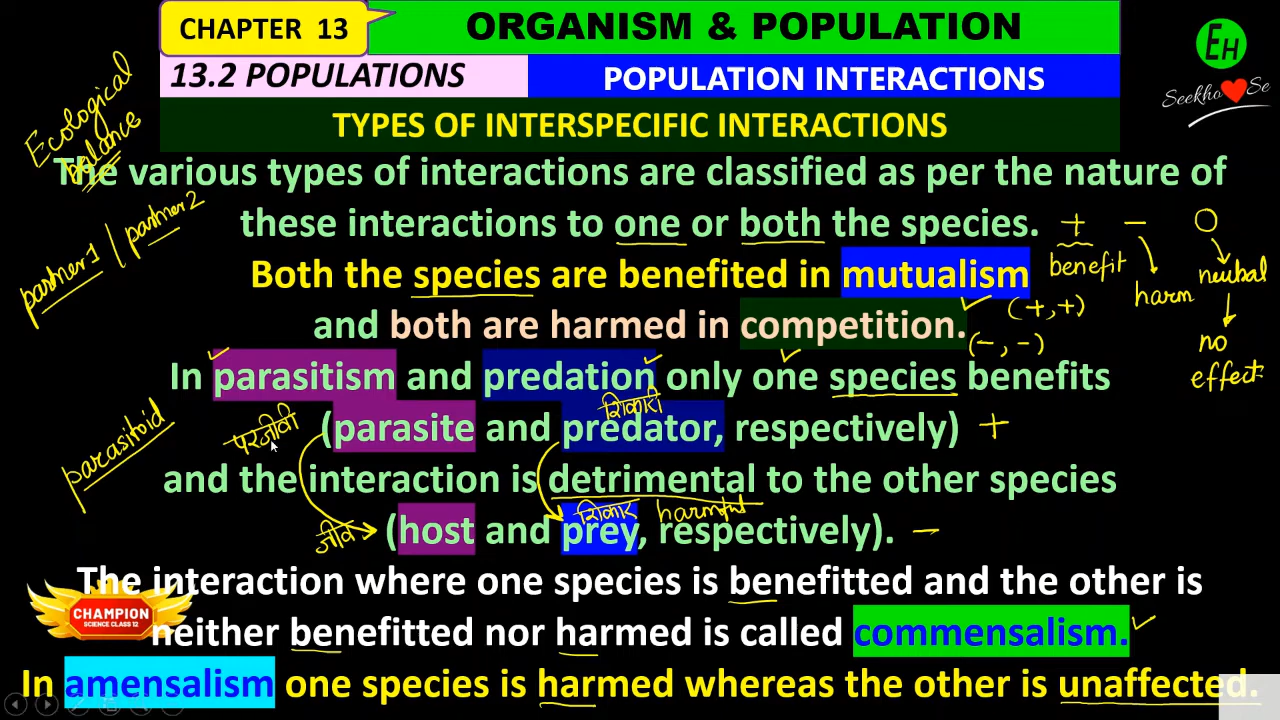 CHAPTER 13
ORGANISM & POPULATION
EH
Seekho Se
13.2 POPULATIONS
POPULATION INTERACTIONS
TYPES OF INTERSPECIFIC INTERACTIONS
Ecological
balance
The various types of interactions are classified as per the nature of
these interactions to one or both the species.
+ − 0
partner 1 / partner 2
benefit
harm
neutral
no
effect
Both the species are benefited in mutualism
(+, +)
and both are harmed in competition.
(−, −)
In parasitism and predation only one species benefits
शिकारी
परजीवी
(parasite and predator, respectively) +
parasitoid
and the interaction is detrimental to the other species
शिकार harmful
जीव
(host and prey, respectively). −
The interaction where one species is benefitted and the other is
CHAMPION
SCIENCE CLASS 12
neither benefitted nor harmed is called commensalism.
In amensalism one species is harmed whereas the other is unaffected.